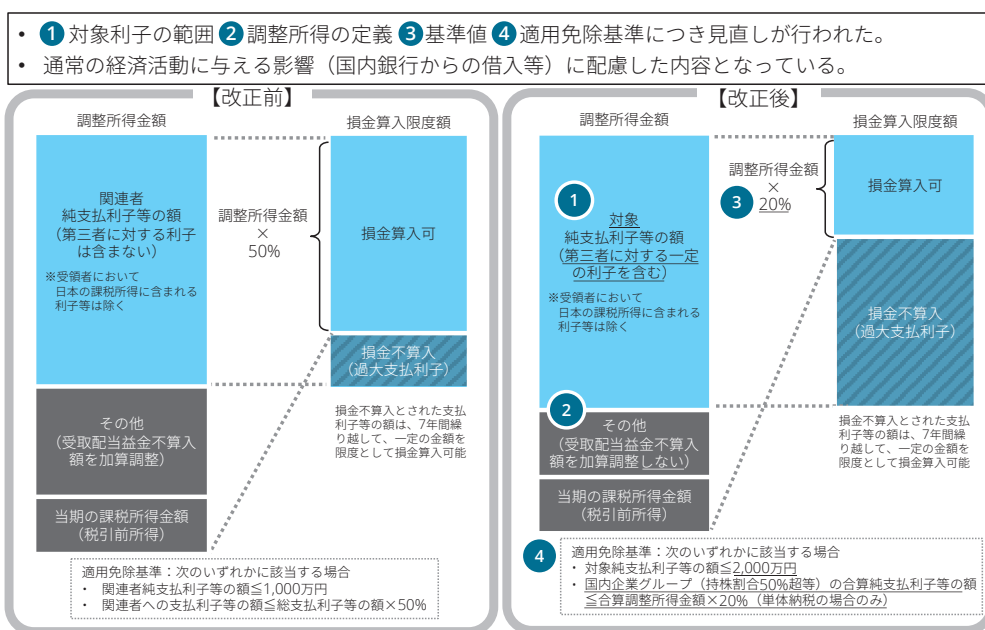 • ❶対象利子の範囲❷調整所得の定義❸基準値❹適用免除基準につき見直しが行われた。
• 通常の経済活動に与える影響（国内銀行からの借入等）に配慮した内容となっている。
【改正前】
調整所得金額
損金算入限度額
関連者
純支払利子等の額
（第三者に対する利子
は含まない）
※受領者において
日本の課税所得に含まれる
利子等は除く
調整所得金額
×
50%
損金算入可
損金不算入
（過大支払利子）
その他
（受取配当益金不算入
額を加算調整）
損金不算入とされた支払
利子等の額は、7年間繰
り越して、一定の金額を
限度として損金算入可能
当期の課税所得金額
（税引前所得）
適用免除基準：次のいずれかに該当する場合
• 関連者純支払利子等の額≦1,000万円
• 関連者への支払利子等の額≦総支払利子等の額×50%
【改正後】
調整所得金額
損金算入限度額
1
対象
純支払利子等の額
（第三者に対する一定
の利子を含む）
※受領者において
日本の課税所得に含まれる
利子等は除く
調整所得金額
×
3 20%
損金算入可
損金不算入
（過大支払利子）
2
その他
（受取配当益金不算入
額を加算調整しない）
損金不算入とされた支払
利子等の額は、7年間繰
り越して、一定の金額を
限度として損金算入可能
当期の課税所得金額
（税引前所得）
4
適用免除基準：次のいずれかに該当する場合
• 対象純支払利子等の額≦2,000万円
• 国内企業グループ（持株割合50%超等）の合算純支払利子等の額
≦合算調整所得金額×20%（単体納税の場合のみ）